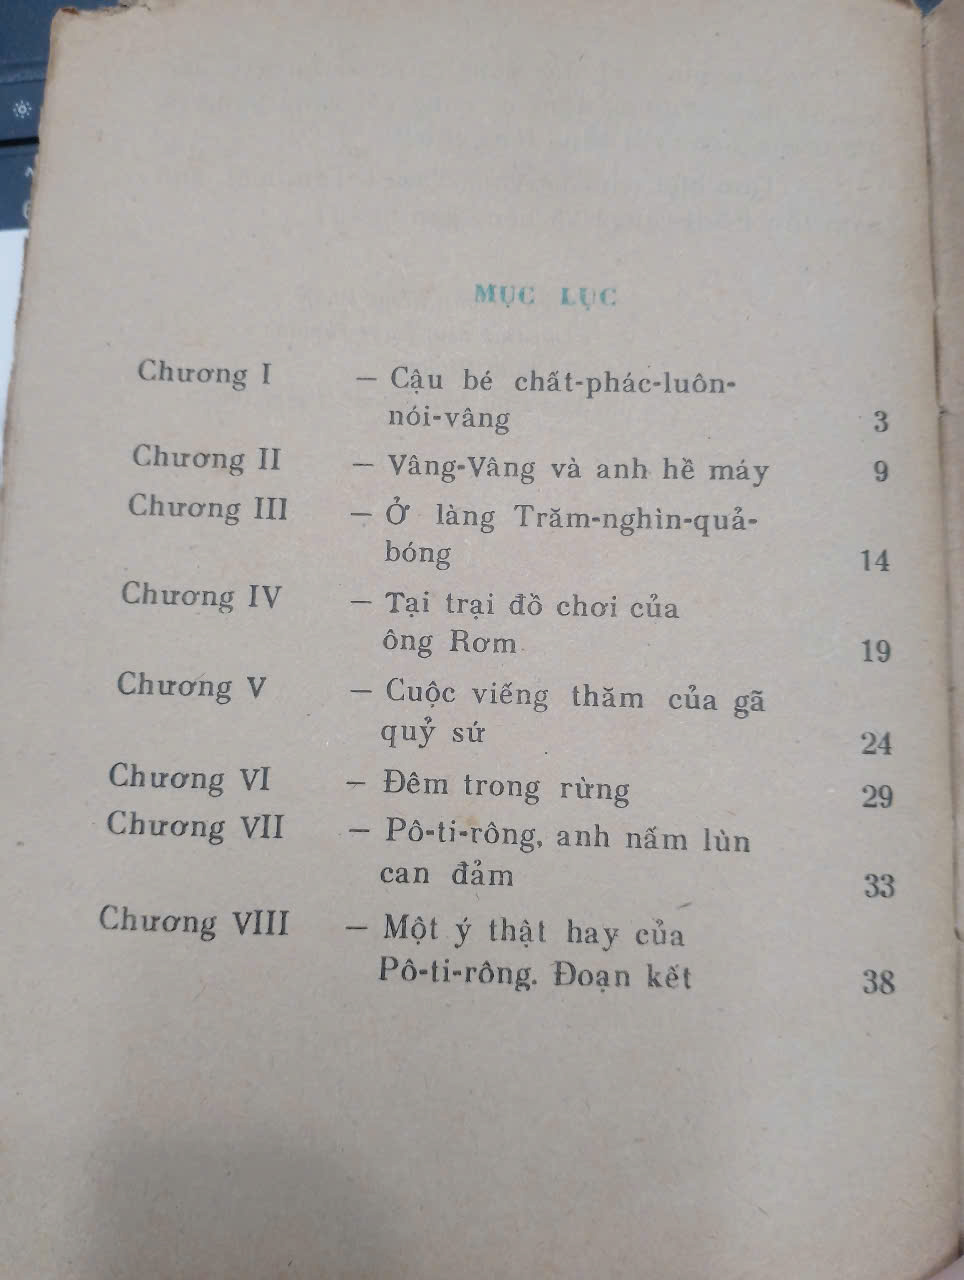 MỤC LỤC
Chương I — Cậu bé chất-phác-luôn-
nói-vâng 3
Chương II — Vâng-Vâng và anh hề máy 9
Chương III — Ở làng Trăm-nghìn-quả-
bóng 14
Chương IV — Tại trại đồ chơi của
ông Rơm 19
Chương V — Cuộc viếng thăm của gã
quỷ sứ 24
Chương VI — Đêm trong rừng 29
Chương VII — Pô-ti-rông, anh nấm lùn
can đảm 33
Chương VIII — Một ý thật hay của
Pô-ti-rông. Đoạn kết 38